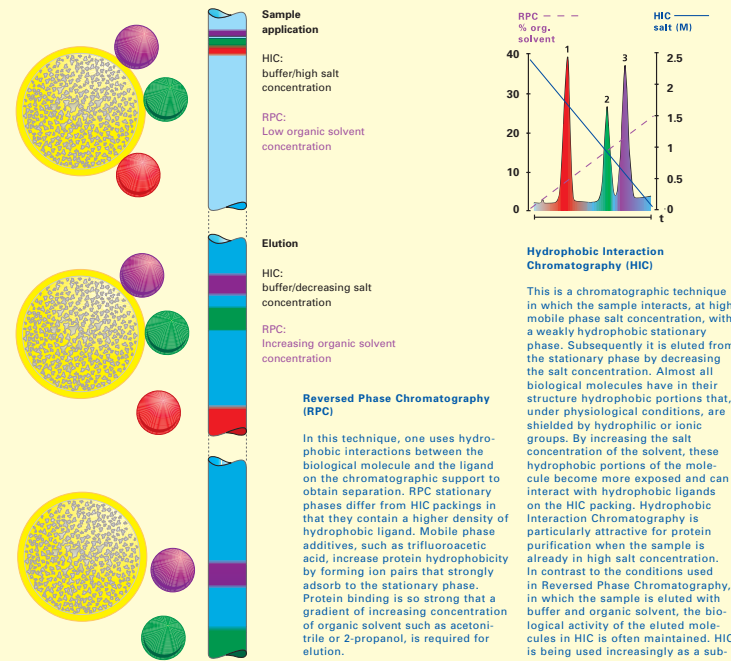 Sample
application
HIC:
buffer/high salt
concentration
RPC:
Low organic solvent
concentration
Elution
HIC:
buffer/decreasing salt
concentration
RPC:
Increasing organic solvent
concentration
Reversed Phase Chromatography
(RPC)
In this technique, one uses hydro-
phobic interactions between the
biological molecule and the ligand
on the chromatographic support to
obtain separation. RPC stationary
phases differ from HIC packings in
that they contain a higher density of
hydrophobic ligand. Mobile phase
additives, such as trifluoroacetic
acid, increase protein hydrophobicity
by forming ion pairs that strongly
adsorb to the stationary phase.
Protein binding is so strong that a
gradient of increasing concentration
of organic solvent such as acetoni-
trile or 2-propanol, is required for
elution.
RPC – – –
% org.
solvent
HIC ——
salt (M)
40
30
20
10
0
1
2
3
2.5
2
1.5
1
0.5
0
t
Hydrophobic Interaction
Chromatography (HIC)
This is a chromatographic technique
in which the sample interacts, at high
mobile phase salt concentration, with
a weakly hydrophobic stationary
phase. Subsequently it is eluted from
the stationary phase by decreasing
the salt concentration. Almost all
biological molecules have in their
structure hydrophobic portions that,
under physiological conditions, are
shielded by hydrophilic or ionic
groups. By increasing the salt
concentration of the solvent, these
hydrophobic portions of the mole-
cule become more exposed and can
interact with hydrophobic ligands
on the HIC packing. Hydrophobic
Interaction Chromatography is
particularly attractive for protein
purification when the sample is
already in high salt concentration.
In contrast to the conditions used
in Reversed Phase Chromatography,
in which the sample is eluted with
buffer and organic solvent, the bio-
logical activity of the eluted mole-
cules in HIC is often maintained. HIC
is being used increasingly as a sub-